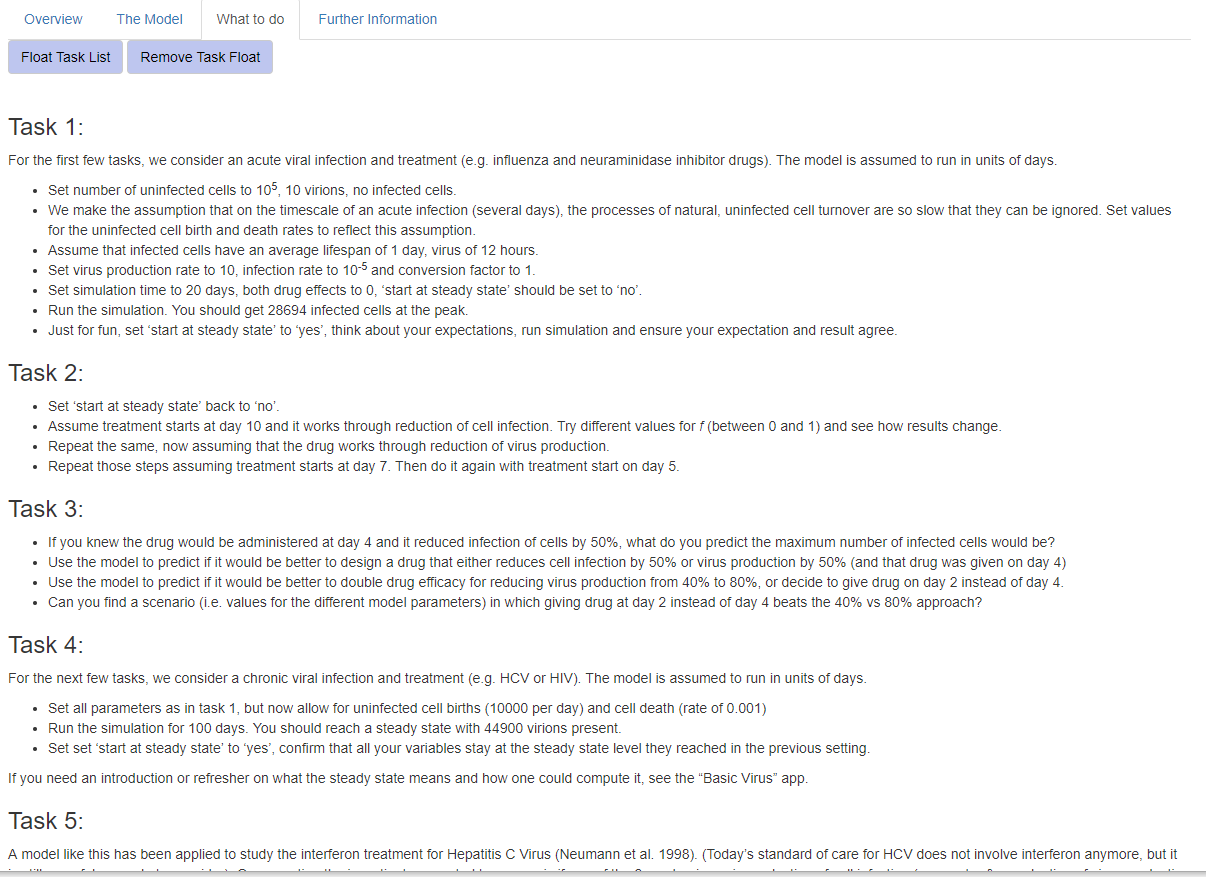 Overview The Model What to do Further Information
Float Task List Remove Task Float
Task 1:
For the first few tasks, we consider an acute viral infection and treatment (e.g. influenza and neuraminidase inhibitor drugs). The model is assumed to run in units of days.
• Set number of uninfected cells to 10⁵, 10 virions, no infected cells.
• We make the assumption that on the timescale of an acute infection (several days), the processes of natural, uninfected cell turnover are so slow that they can be ignored. Set values
for the uninfected cell birth and death rates to reflect this assumption.
• Assume that infected cells have an average lifespan of 1 day, virus of 12 hours.
• Set virus production rate to 10, infection rate to 10⁻⁵ and conversion factor to 1.
• Set simulation time to 20 days, both drug effects to 0, ‘start at steady state’ should be set to ‘no’.
• Run the simulation. You should get 28694 infected cells at the peak.
• Just for fun, set ‘start at steady state’ to ‘yes’, think about your expectations, run simulation and ensure your expectation and result agree.
Task 2:
• Set ‘start at steady state’ back to ‘no’.
• Assume treatment starts at day 10 and it works through reduction of cell infection. Try different values for f (between 0 and 1) and see how results change.
• Repeat the same, now assuming that the drug works through reduction of virus production.
• Repeat those steps assuming treatment starts at day 7. Then do it again with treatment start on day 5.
Task 3:
• If you knew the drug would be administered at day 4 and it reduced infection of cells by 50%, what do you predict the maximum number of infected cells would be?
• Use the model to predict if it would be better to design a drug that either reduces cell infection by 50% or virus production by 50% (and that drug was given on day 4)
• Use the model to predict if it would be better to double drug efficacy for reducing virus production from 40% to 80%, or decide to give drug on day 2 instead of day 4.
• Can you find a scenario (i.e. values for the different model parameters) in which giving drug at day 2 instead of day 4 beats the 40% vs 80% approach?
Task 4:
For the next few tasks, we consider a chronic viral infection and treatment (e.g. HCV or HIV). The model is assumed to run in units of days.
• Set all parameters as in task 1, but now allow for uninfected cell births (10000 per day) and cell death (rate of 0.001)
• Run the simulation for 100 days. You should reach a steady state with 44900 virions present.
• Set set ‘start at steady state’ to ‘yes’, confirm that all your variables stay at the steady state level they reached in the previous setting.
If you need an introduction or refresher on what the steady state means and how one could compute it, see the “Basic Virus” app.
Task 5:
A model like this has been applied to study the interferon treatment for Hepatitis C Virus (Neumann et al. 1998). (Today’s standard of care for HCV does not involve interferon anymore, but it